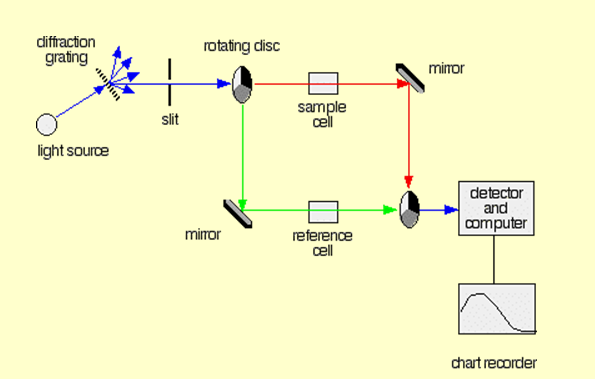 diffraction
grating
rotating disc
mirror
slit
sample
cell
light source
detector
and
computer
mirror
reference
cell
chart recorder